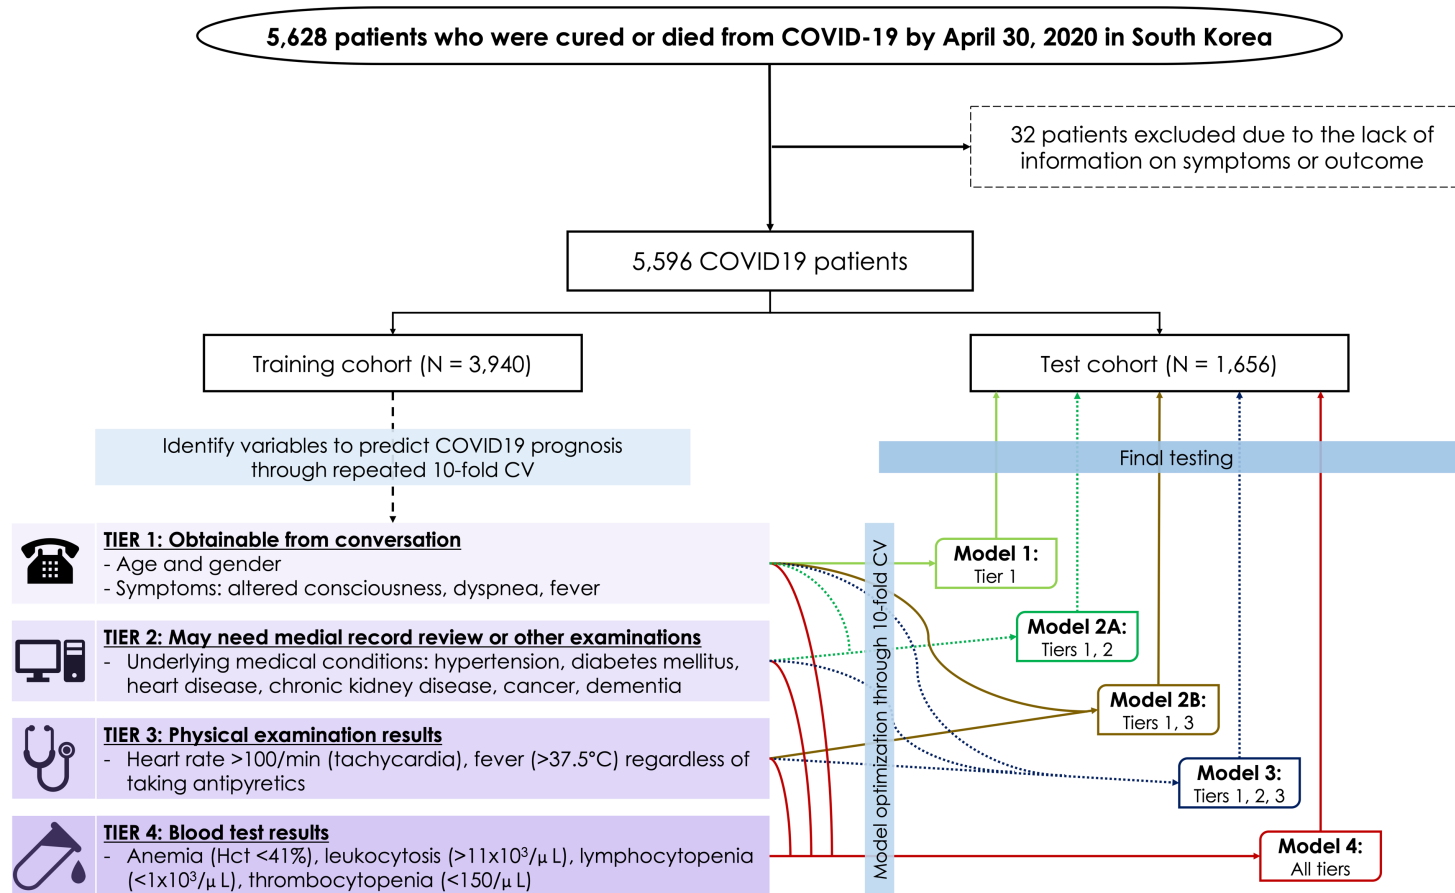 5,628 patients who were cured or died from COVID-19 by April 30, 2020 in South Korea
32 patients excluded due to the lack of
information on symptoms or outcome
5,596 COVID19 patients
Training cohort (N = 3,940)
Test cohort (N = 1,656)
Identify variables to predict COVID19 prognosis
through repeated 10-fold CV
Final testing
TIER 1: Obtainable from conversation
- Age and gender
- Symptoms: altered consciousness, dyspnea, fever
TIER 2: May need medial record review or other examinations
- Underlying medical conditions: hypertension, diabetes mellitus,
heart disease, chronic kidney disease, cancer, dementia
TIER 3: Physical examination results
- Heart rate >100/min (tachycardia), fever (>37.5°C) regardless of
taking antipyretics
TIER 4: Blood test results
- Anemia (Hct <41%), leukocytosis (>11x10³/μ L), lymphocytopenia
(<1x10³/μ L), thrombocytopenia (<150/μ L)
Model optimization through 10-fold CV
Model 1:
Tier 1
Model 2A:
Tiers 1, 2
Model 2B:
Tiers 1, 3
Model 3:
Tiers 1, 2, 3
Model 4:
All tiers